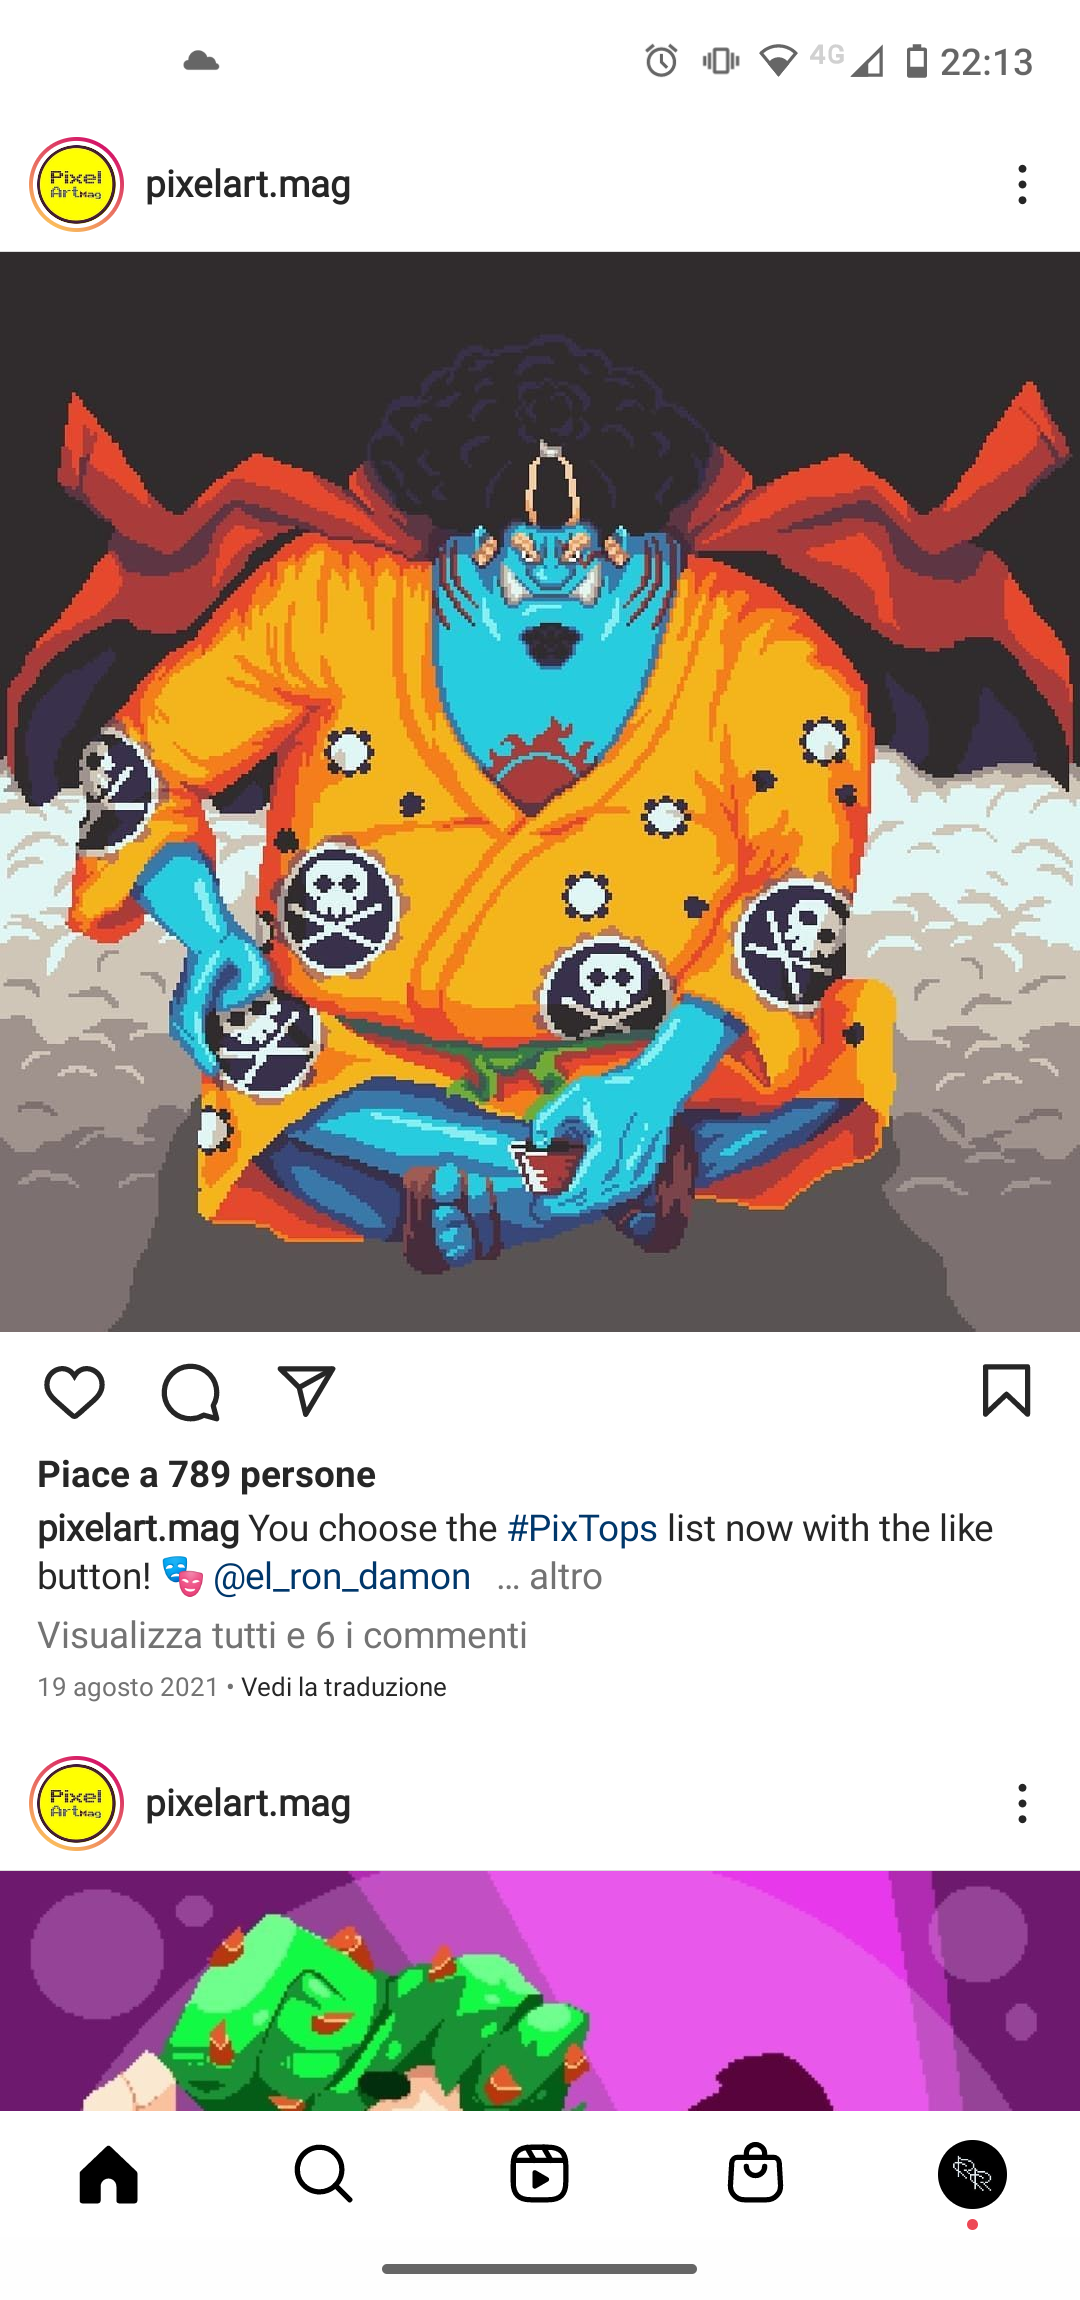 4G 22:13
Pixel
ArtMag
pixelart.mag
Piace a 789 persone
pixelart.mag You choose the #PixTops list now with the like
button! 🎭 @el_ron_damon ... altro
Visualizza tutti e 6 i commenti
19 agosto 2021 • Vedi la traduzione
Pixel
ArtMag
pixelart.mag